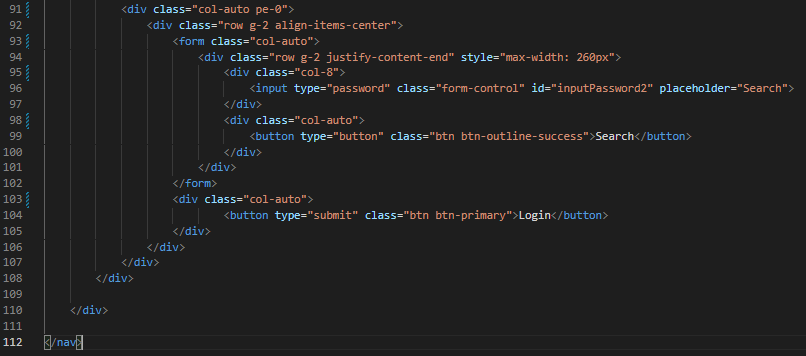 91 <div class="col-auto pe-0">
92 <div class="row g-2 align-items-center">
93 <form class="col-auto">
94 <div class="row g-2 justify-content-end" style="max-width: 260px">
95 <div class="col-8">
96 <input type="password" class="form-control" id="inputPassword2" placeholder="Search">
97 </div>
98 <div class="col-auto">
99 <button type="button" class="btn btn-outline-success">Search</button>
100 </div>
101 </div>
102 </form>
103 <div class="col-auto">
104 <button type="submit" class="btn btn-primary">Login</button>
105 </div>
106 </div>
107 </div>
108 </div>
109
110 </div>
111
112 </nav>